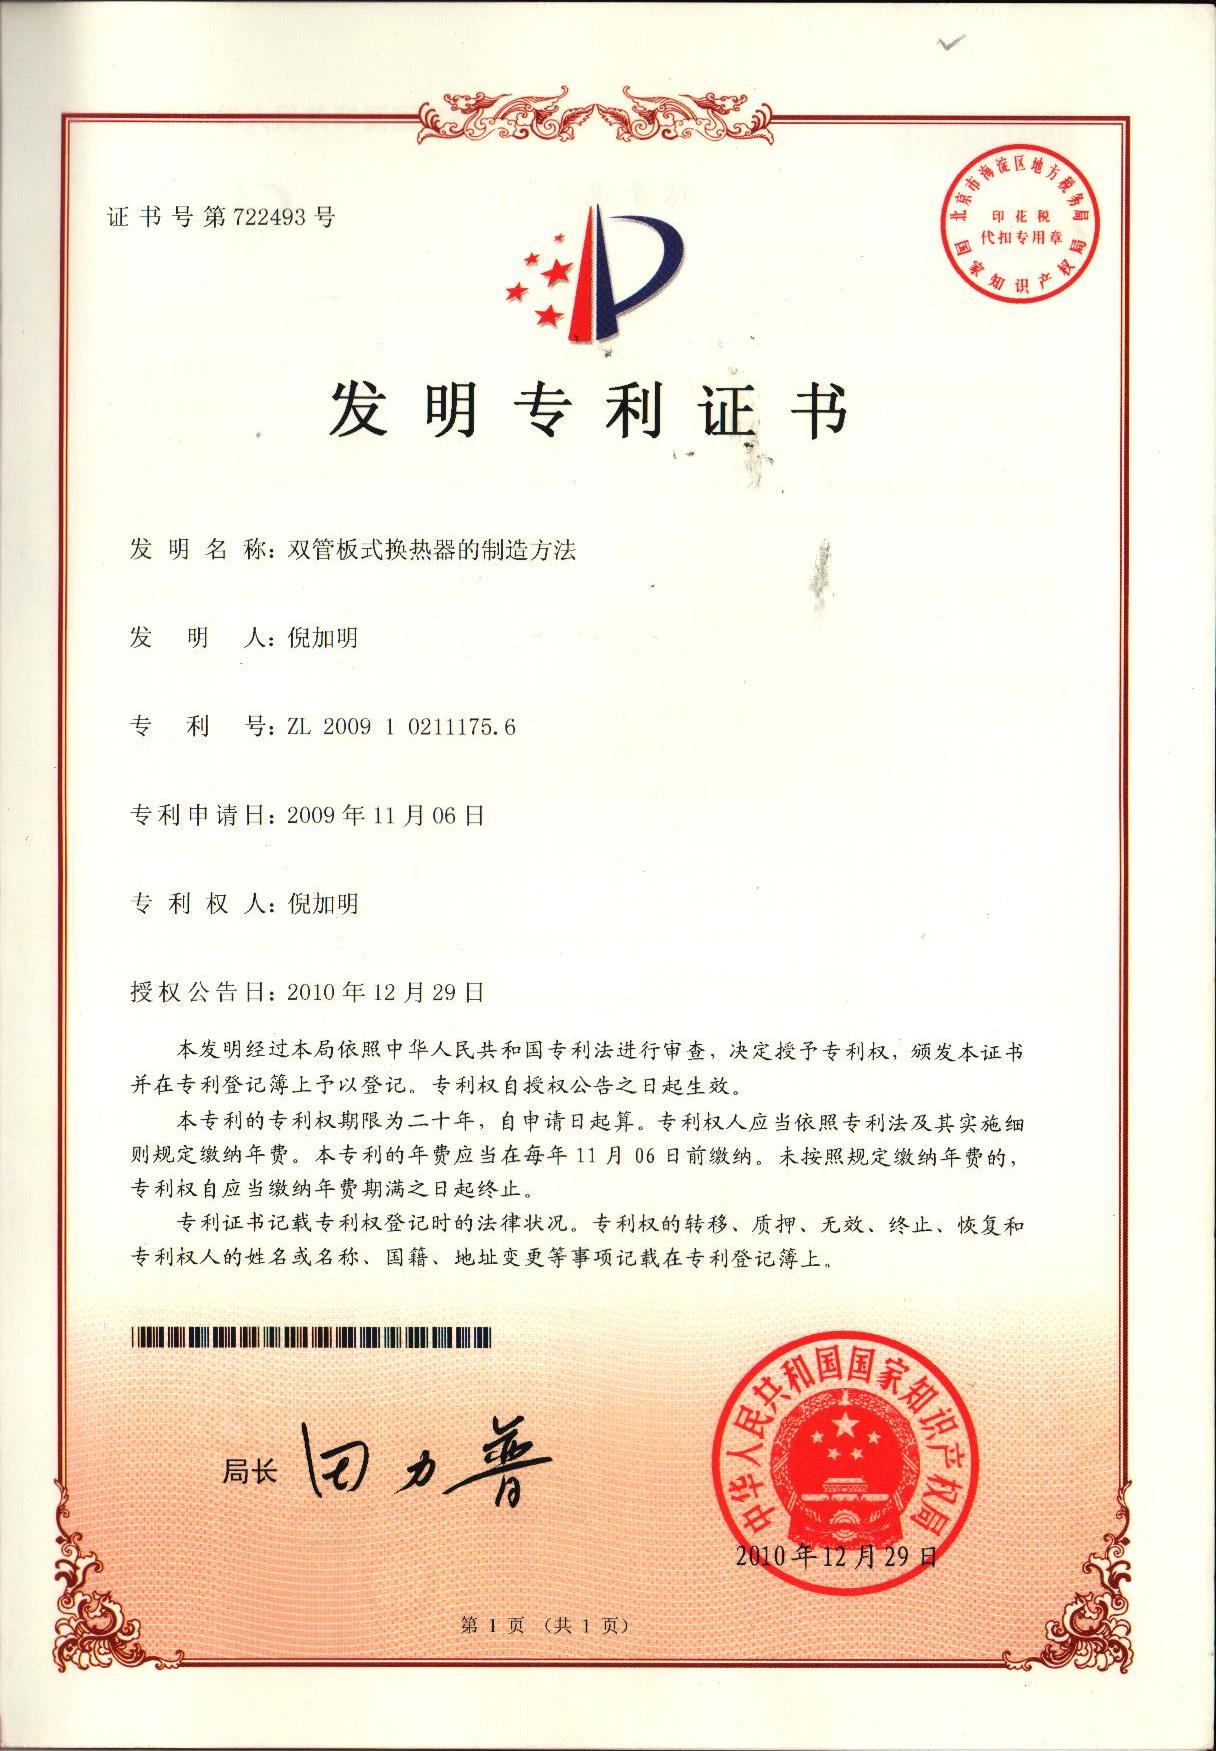 证书号第722493号
北京市海淀区地方税务局
印花税
代扣专用章
国家知识产权局
发明专利证书
发明名称：双管板式换热器的制造方法
发明人：倪加明
专利号：ZL 2009 1 0211175.6
专利申请日：2009年11月06日
专利权人：倪加明
授权公告日：2010年12月29日
本发明经过本局依照中华人民共和国专利法进行审查，决定授予专利权，颁发本证书
并在专利登记簿上予以登记。专利权自授权公告之日起生效。
本专利的专利权期限为二十年，自申请日起算。专利权人应当依照专利法及其实施细
则规定缴纳年费。本专利的年费应当在每年11月06日前缴纳。未按照规定缴纳年费的，
专利权自应当缴纳年费期满之日起终止。
专利证书记载专利权登记时的法律状况。专利权的转移、质押、无效、终止、恢复和
专利权人的姓名或名称、国籍、地址变更等事项记载在专利登记簿上。
局长 田力普
中华人民共和国国家知识产权局
2010年12月29日
第1页（共1页）